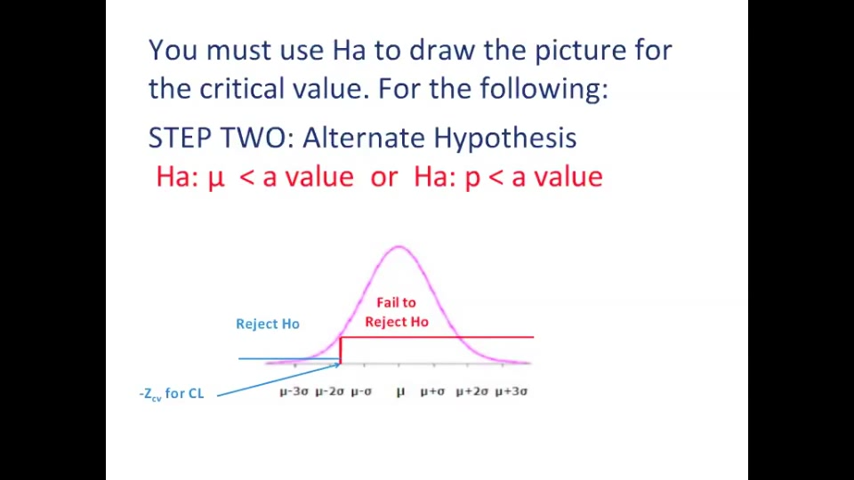 You must use Ha to draw the picture for
the critical value. For the following:
STEP TWO: Alternate Hypothesis
Ha: μ < a value or Ha: p < a value
Fail to
Reject Ho
Reject Ho
-Zcv for CL
μ-3σ μ-2σ μ-σ μ μ+σ μ+2σ μ+3σ